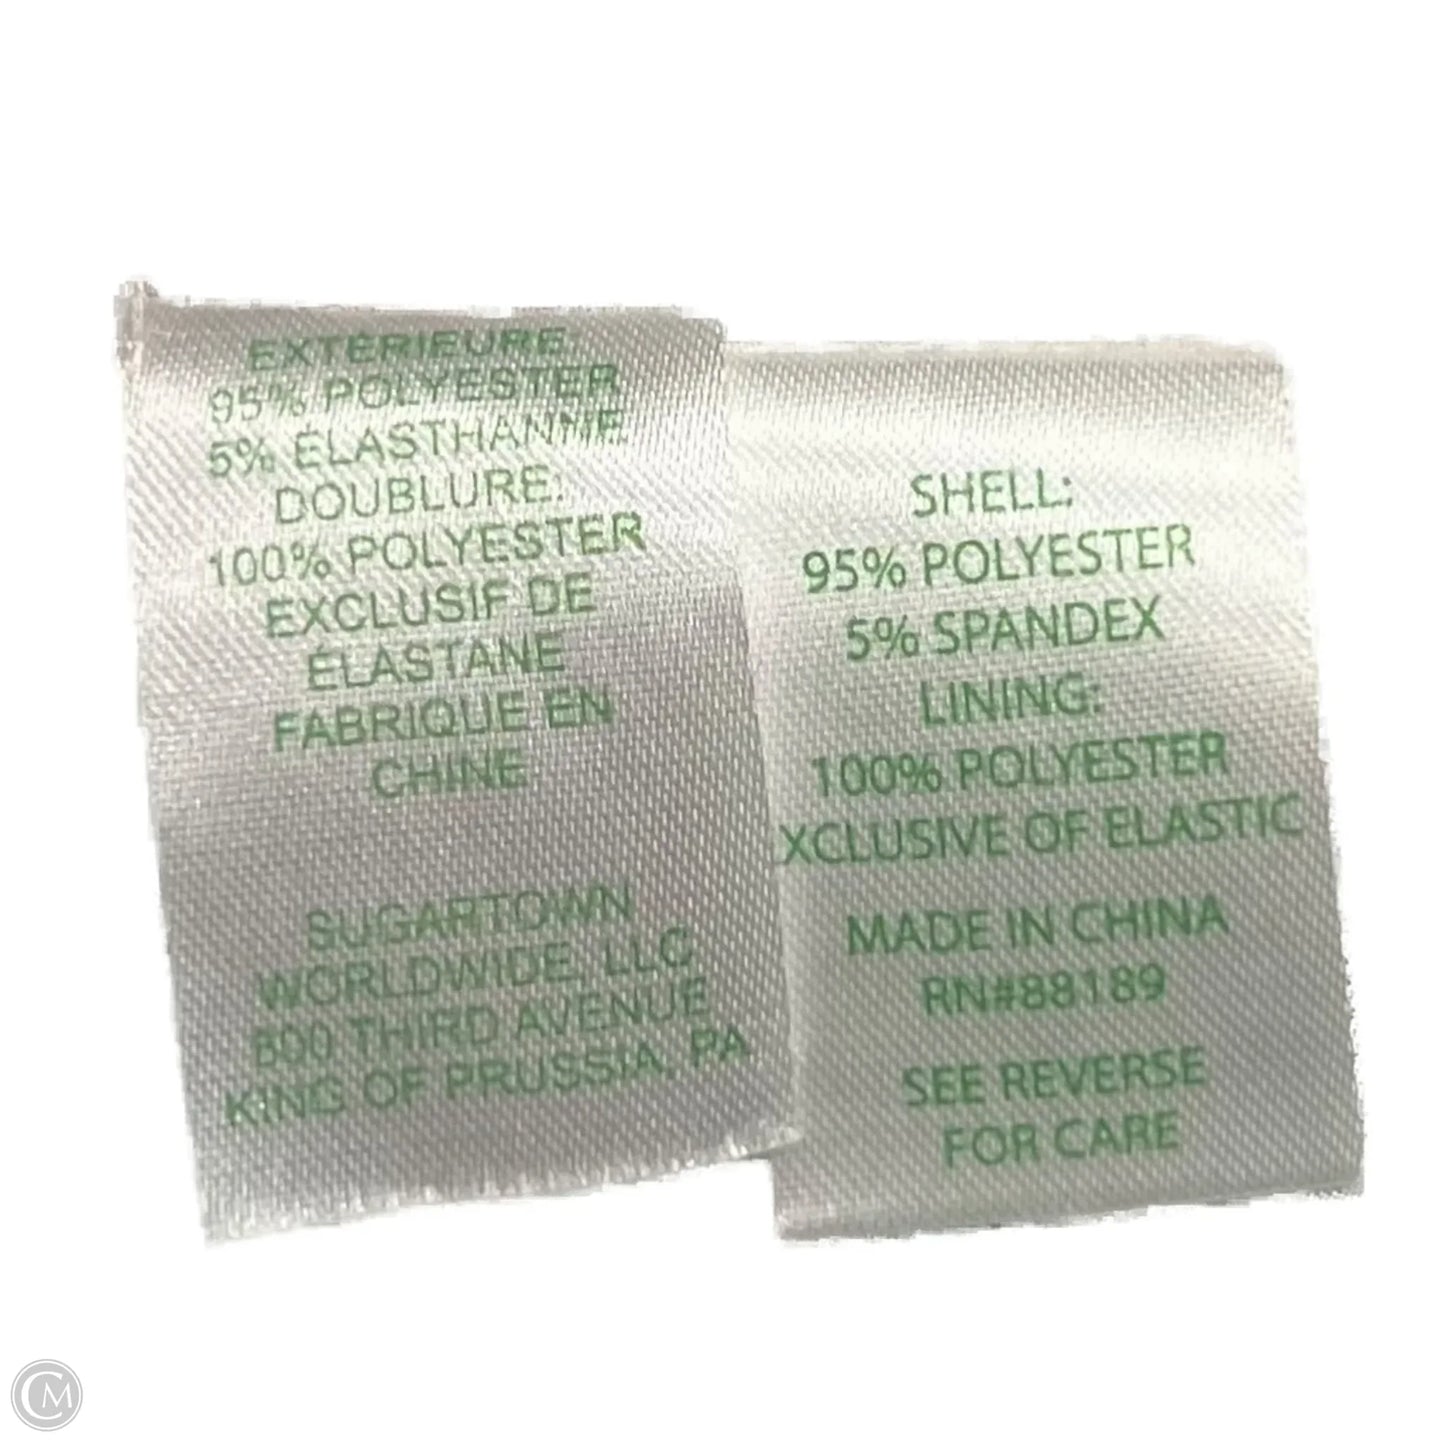 EXTÉRIEURE
95% POLYESTER
5% ÉLASTHANNE
DOUBLURE:
100% POLYESTER
EXCLUSIF DE
ÉLASTANE
FABRIQUE EN
CHINE
SUGARTOWN
WORLDWIDE, LLC
800 THIRD AVENUE
KING OF PRUSSIA, PA
SHELL:
95% POLYESTER
5% SPANDEX
LINING:
100% POLYESTER
XCLUSIVE OF ELASTIC
MADE IN CHINA
RN#88189
SEE REVERSE
FOR CARE
CM